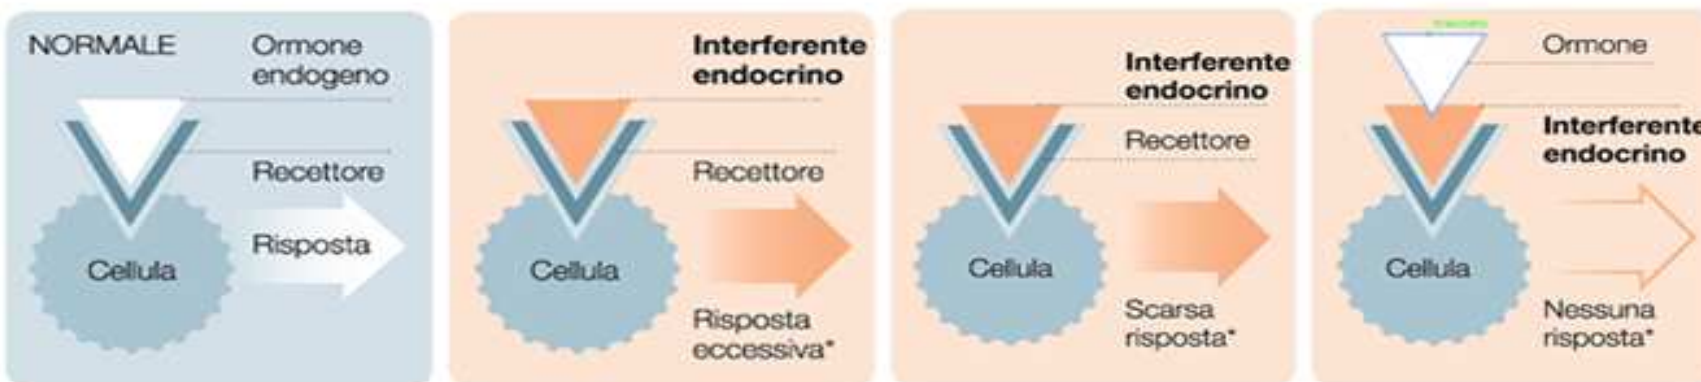 NORMALE
Ormone
endogeno
Recettore
Risposta
Cellula
Interferente
endocrino
Recettore
Cellula
Risposta
eccessiva*
Interferente
endocrino
Recettore
Cellula
Scarsa
risposta*
Ormone
Interferente
endocrino
Cellula
Nessuna
risposta*